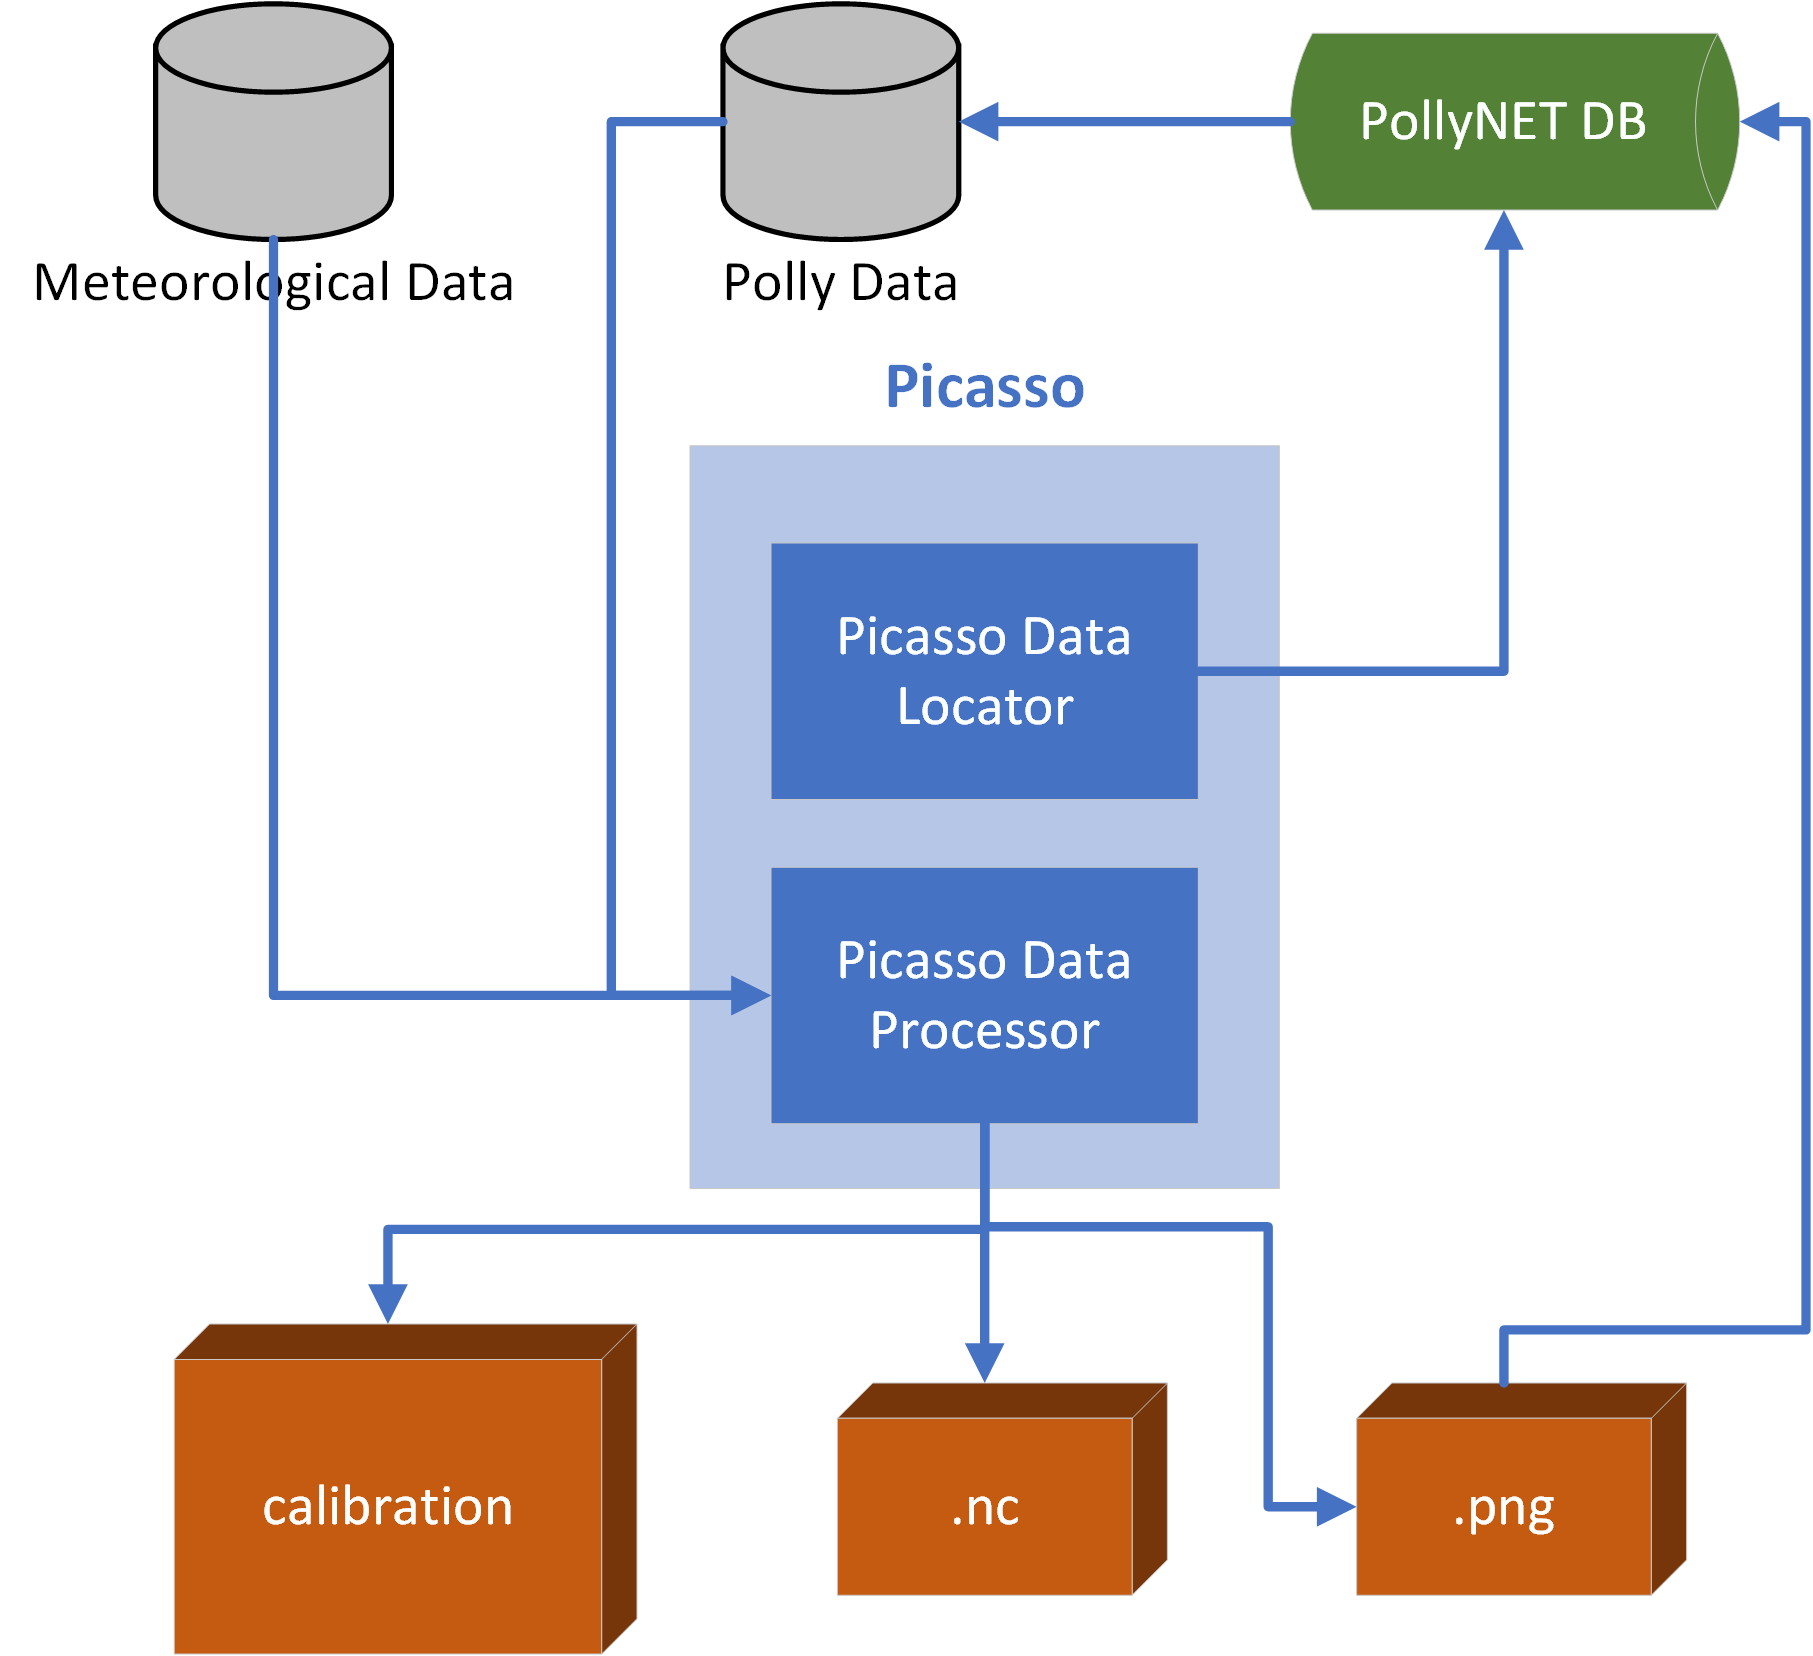 PollyNET DB
Meteorological Data
Polly Data
Picasso
Picasso Data
Locator
Picasso Data
Processor
calibration
.nc
.png